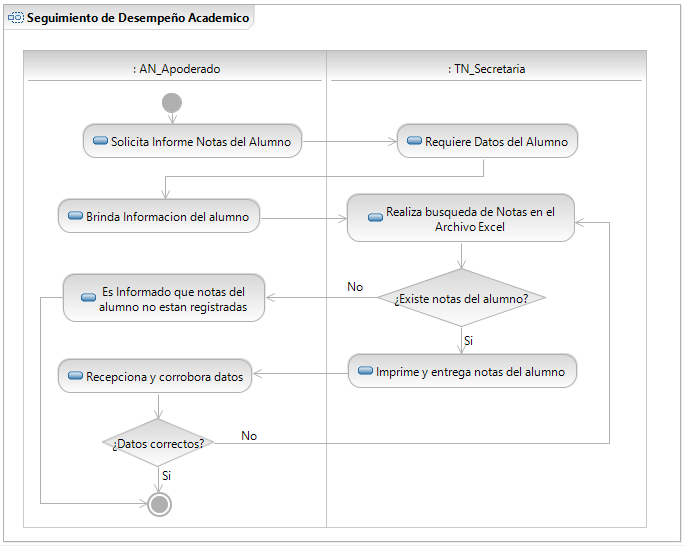 Seguimiento de Desempeño Academico
: AN_Apoderado
: TN_Secretaria
Solicita Informe Notas del Alumno
Requiere Datos del Alumno
Brinda Informacion del alumno
Realiza busqueda de Notas en el
Archivo Excel
Es Informado que notas del
alumno no estan registradas
No
¿Existe notas del alumno?
Si
Recepciona y corrobora datos
Imprime y entrega notas del alumno
¿Datos correctos?
No
Si